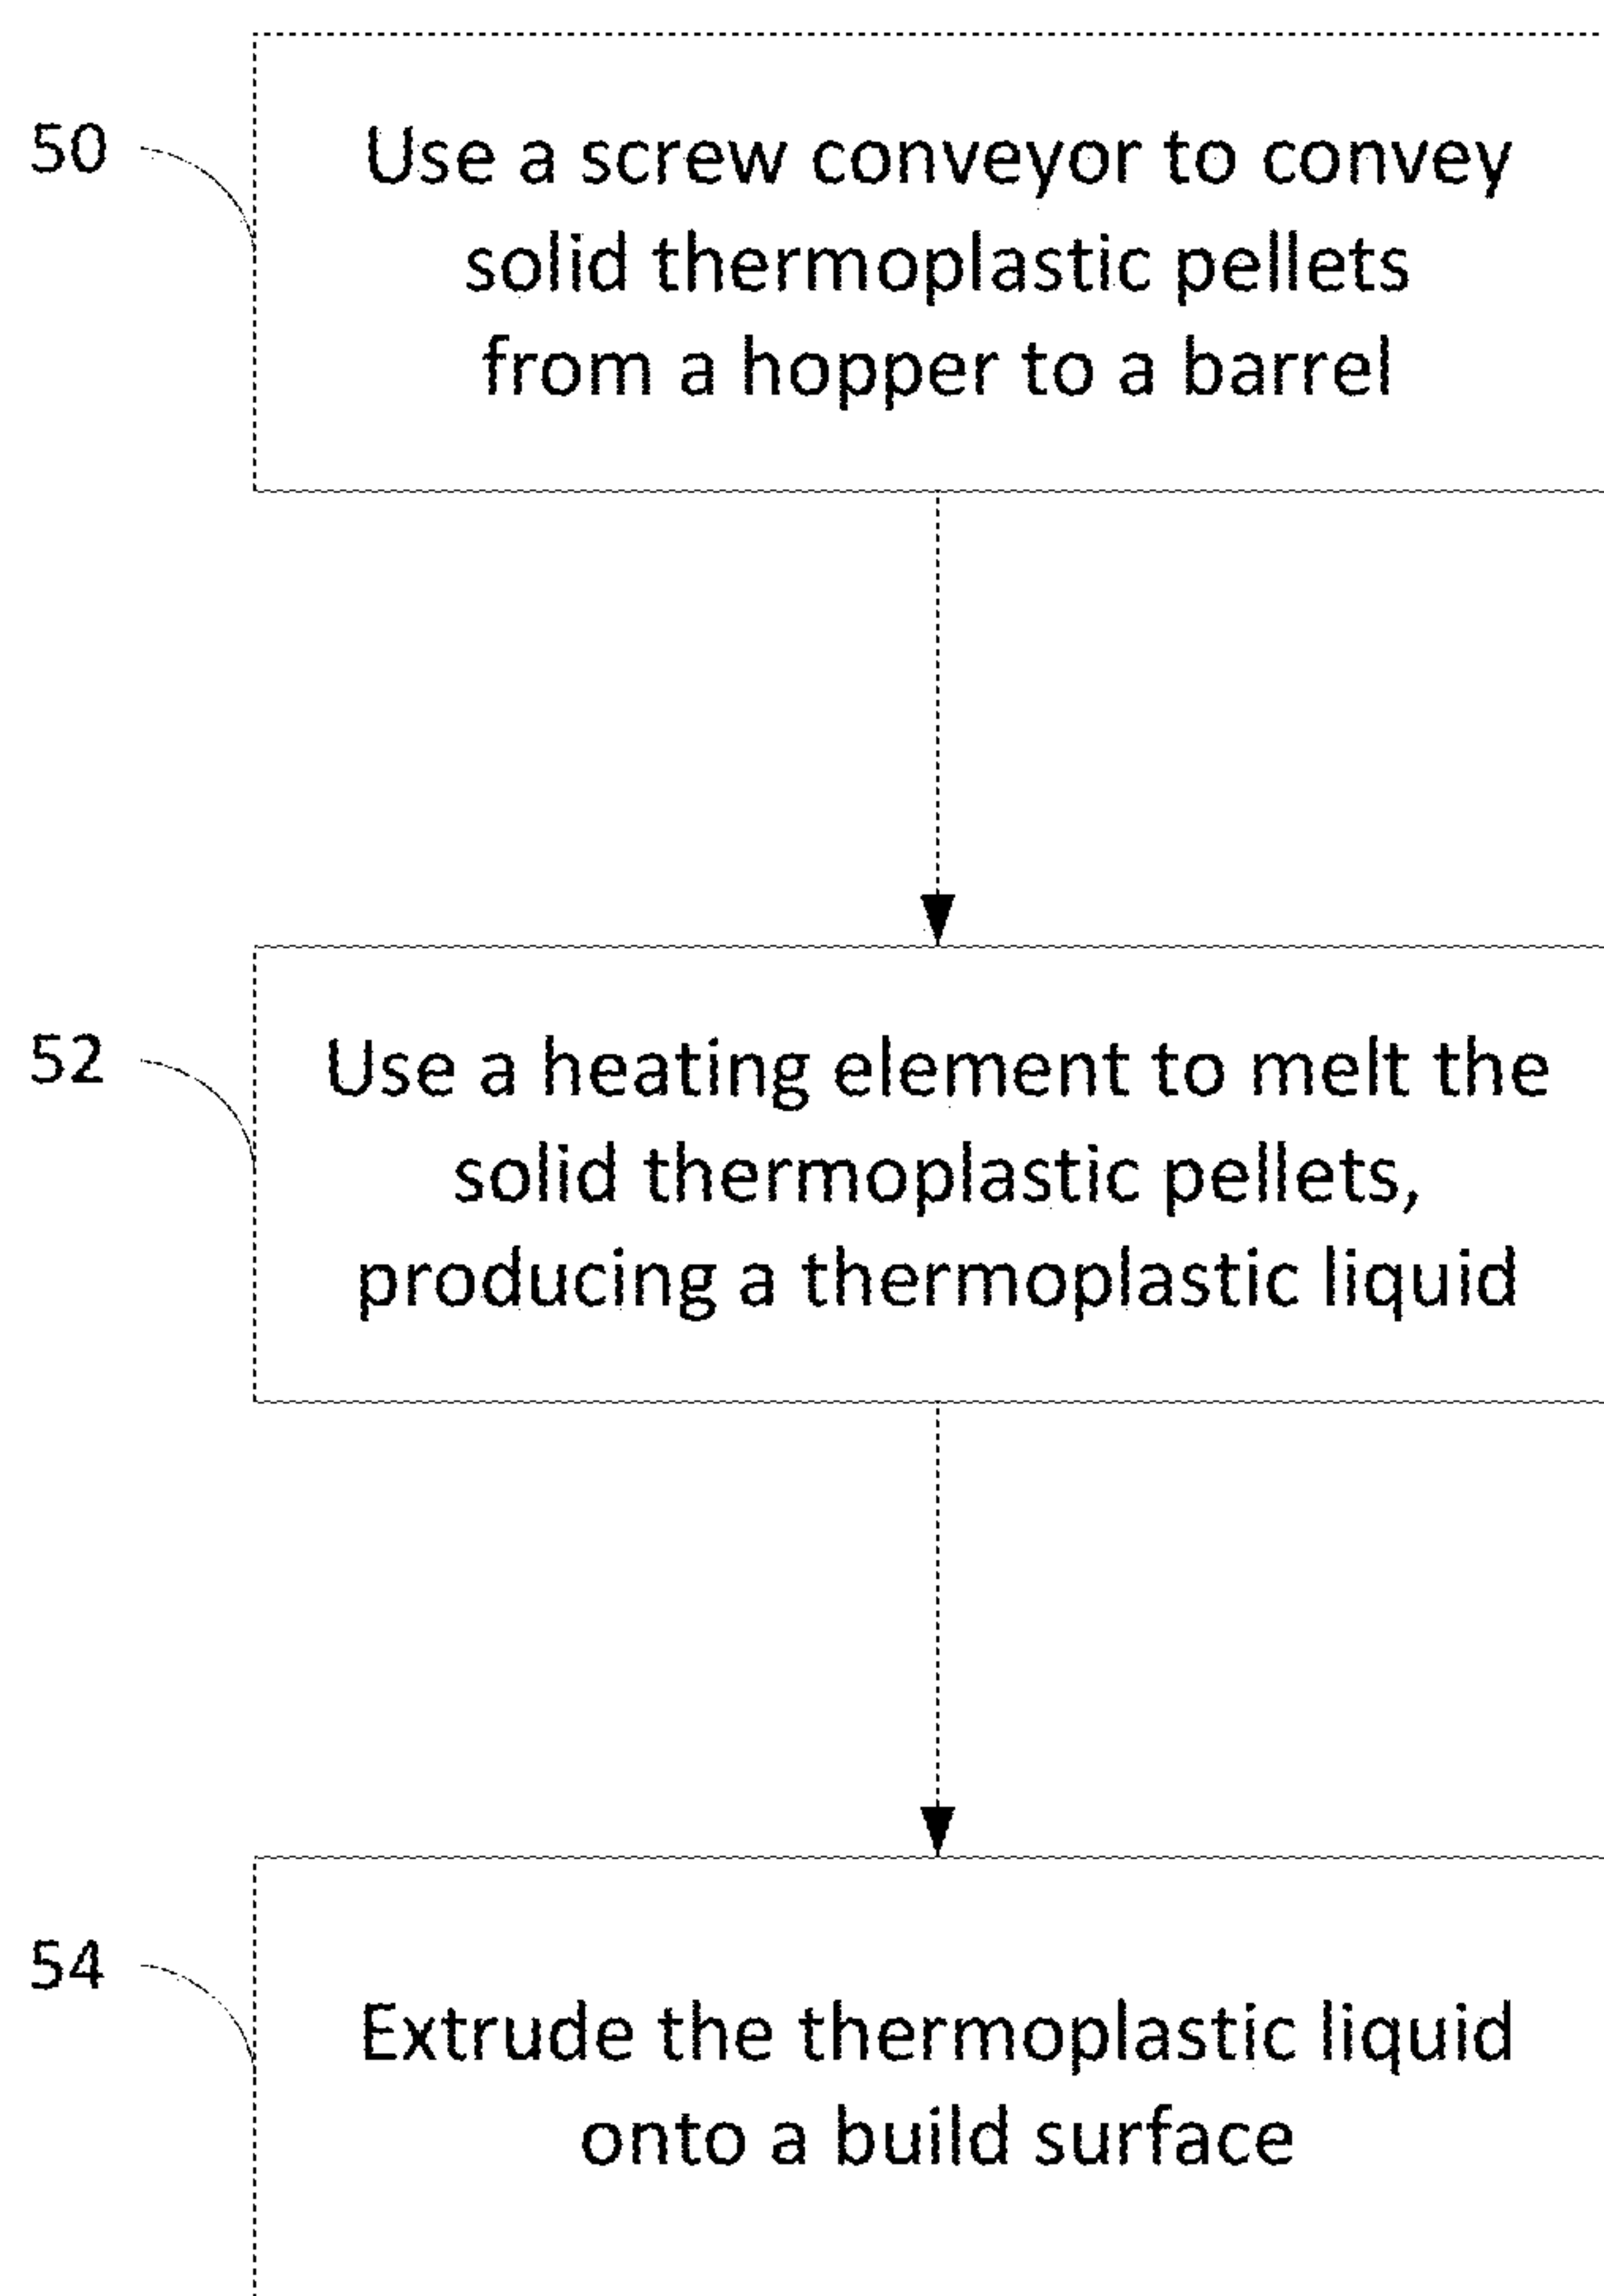 50
Use a screw conveyor to convey
solid thermoplastic pellets
from a hopper to a barrel
52
Use a heating element to melt the
solid thermoplastic pellets,
producing a thermoplastic liquid
54
Extrude the thermoplastic liquid
onto a build surface